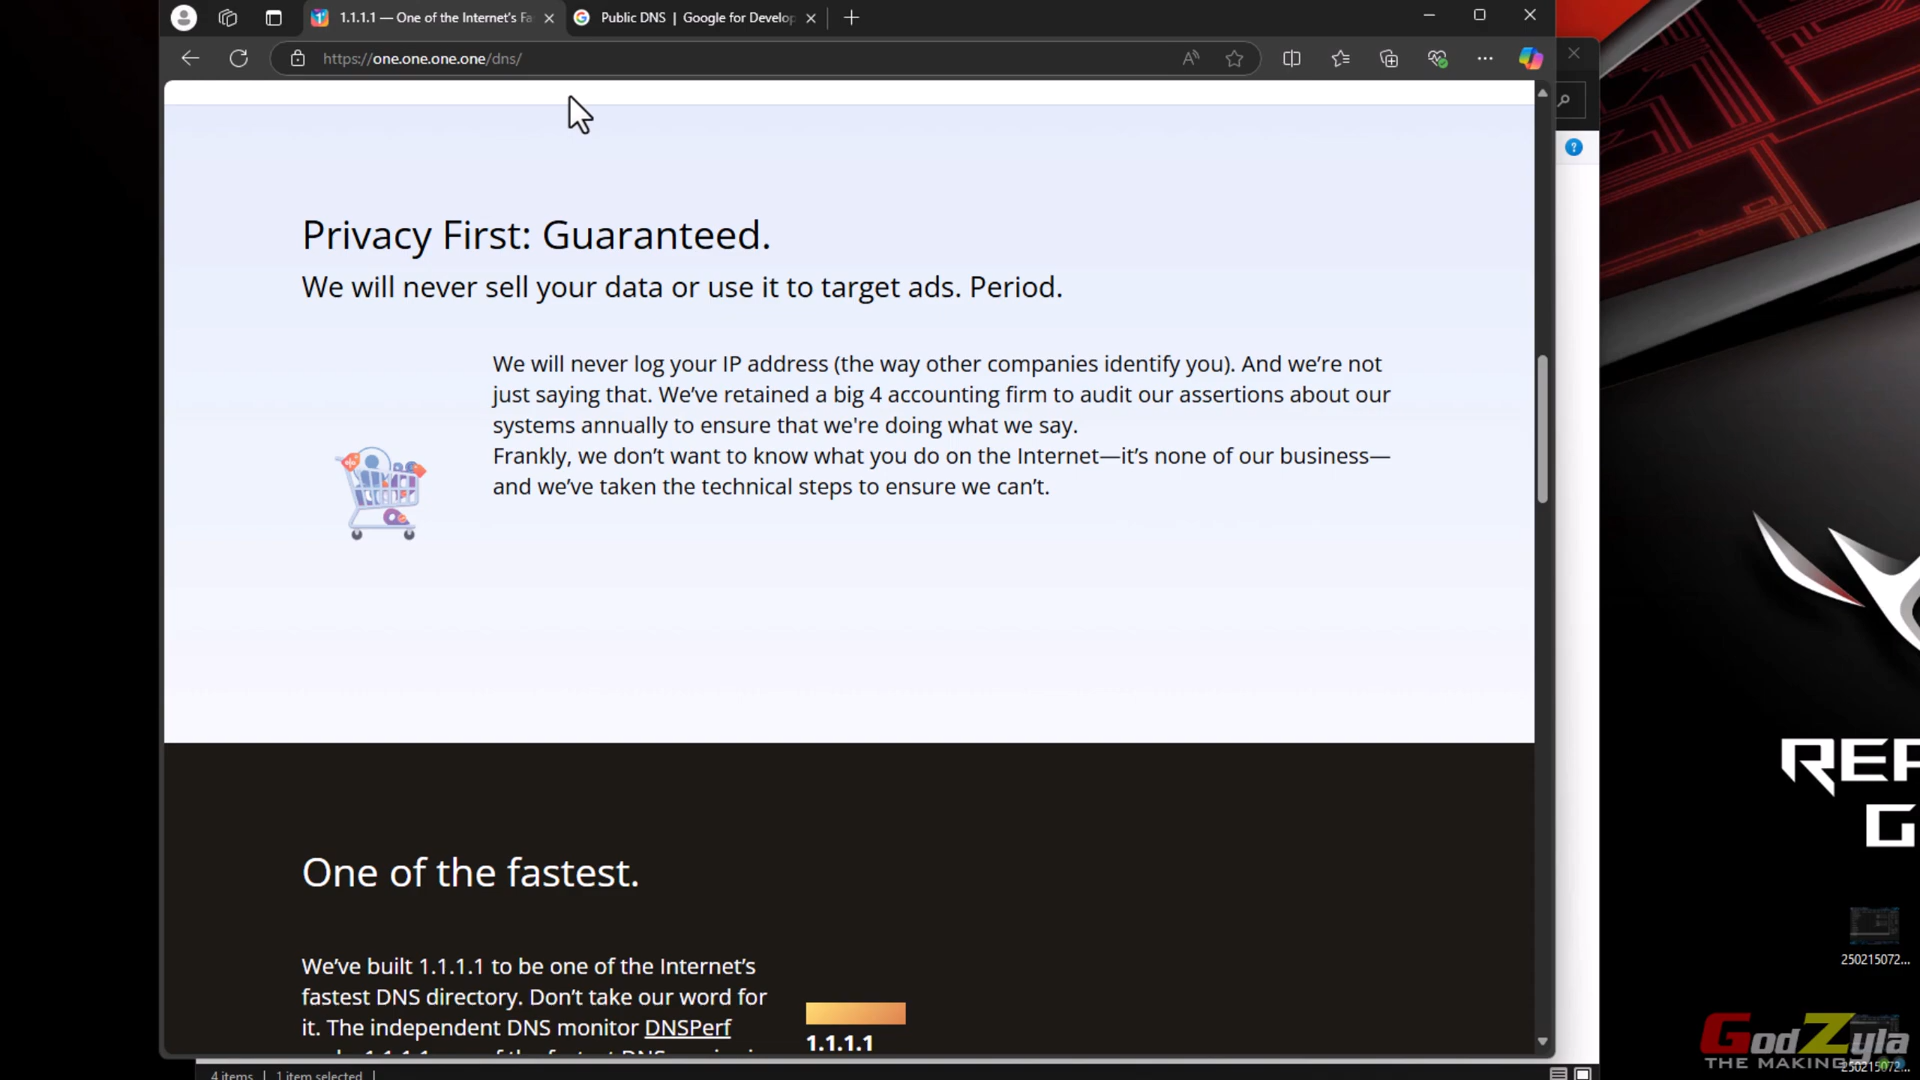 1.1.1.1 — One of the Internet's Fa
Public DNS | Google for Develop
https://one.one.one.one/dns/
Privacy First: Guaranteed.
We will never sell your data or use it to target ads. Period.
We will never log your IP address (the way other companies identify you). And we’re not
just saying that. We’ve retained a big 4 accounting firm to audit our assertions about our
systems annually to ensure that we're doing what we say.
Frankly, we don’t want to know what you do on the Internet—it’s none of our business—
and we’ve taken the technical steps to ensure we can’t.
One of the fastest.
We’ve built 1.1.1.1 to be one of the Internet’s
fastest DNS directory. Don’t take our word for
it. The independent DNS monitor DNSPerf
1.1.1.1
4 items | 1 item selected |
REP
G
250215072...
GodZyla
THE MAKING
250215072...